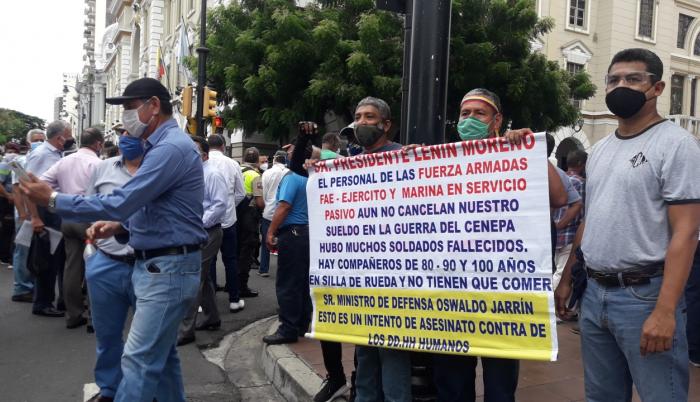 SR. PRESIDENTE LENIN MORENO
EL PERSONAL DE LAS FUERZA ARMADAS
FAE - EJERCITO Y MARINA EN SERVICIO
PASIVO AUN NO CANCELAN NUESTRO
SUELDO EN LA GUERRA DEL CENEPA
HUBO MUCHOS SOLDADOS FALLECIDOS.
HAY COMPAÑEROS DE 80 - 90 Y 100 AÑOS
EN SILLA DE RUEDA Y NO TIENEN QUE COMER
SR. MINISTRO DE DEFENSA OSWALDO JARRÍN
ESTO ES UN INTENTO DE ASESINATO CONTRA DE
LOS DD.HH HUMANOS